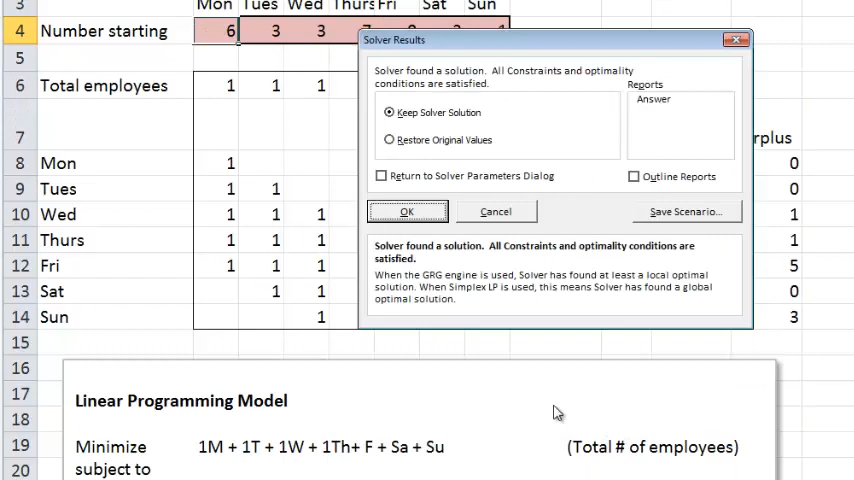 3 Mon Tues Wed Thurs Fri Sat Sun
4 Number starting 6 3 3
Solver Results
5
Solver found a solution. All Constraints and optimality
conditions are satisfied.
Reports
Answer
6 Total employees 1 1 1
Keep Solver Solution
7 Restore Original Values rplus
8 Mon 1 0
Return to Solver Parameters Dialog Outline Reports
9 Tues 1 1 0
10 Wed 1 1 1 1
OK Cancel Save Scenario...
11 Thurs 1 1 1 1
Solver found a solution. All Constraints and optimality conditions are
satisfied.
12 Fri 1 1 1 5
When the GRG engine is used, Solver has found at least a local optimal
solution. When Simplex LP is used, this means Solver has found a global
optimal solution.
13 Sat 1 1 0
14 Sun 1 3
15
16
17 Linear Programming Model
18
19 Minimize 1M + 1T + 1W + 1Th+ F + Sa + Su (Total # of employees)
20 subject to